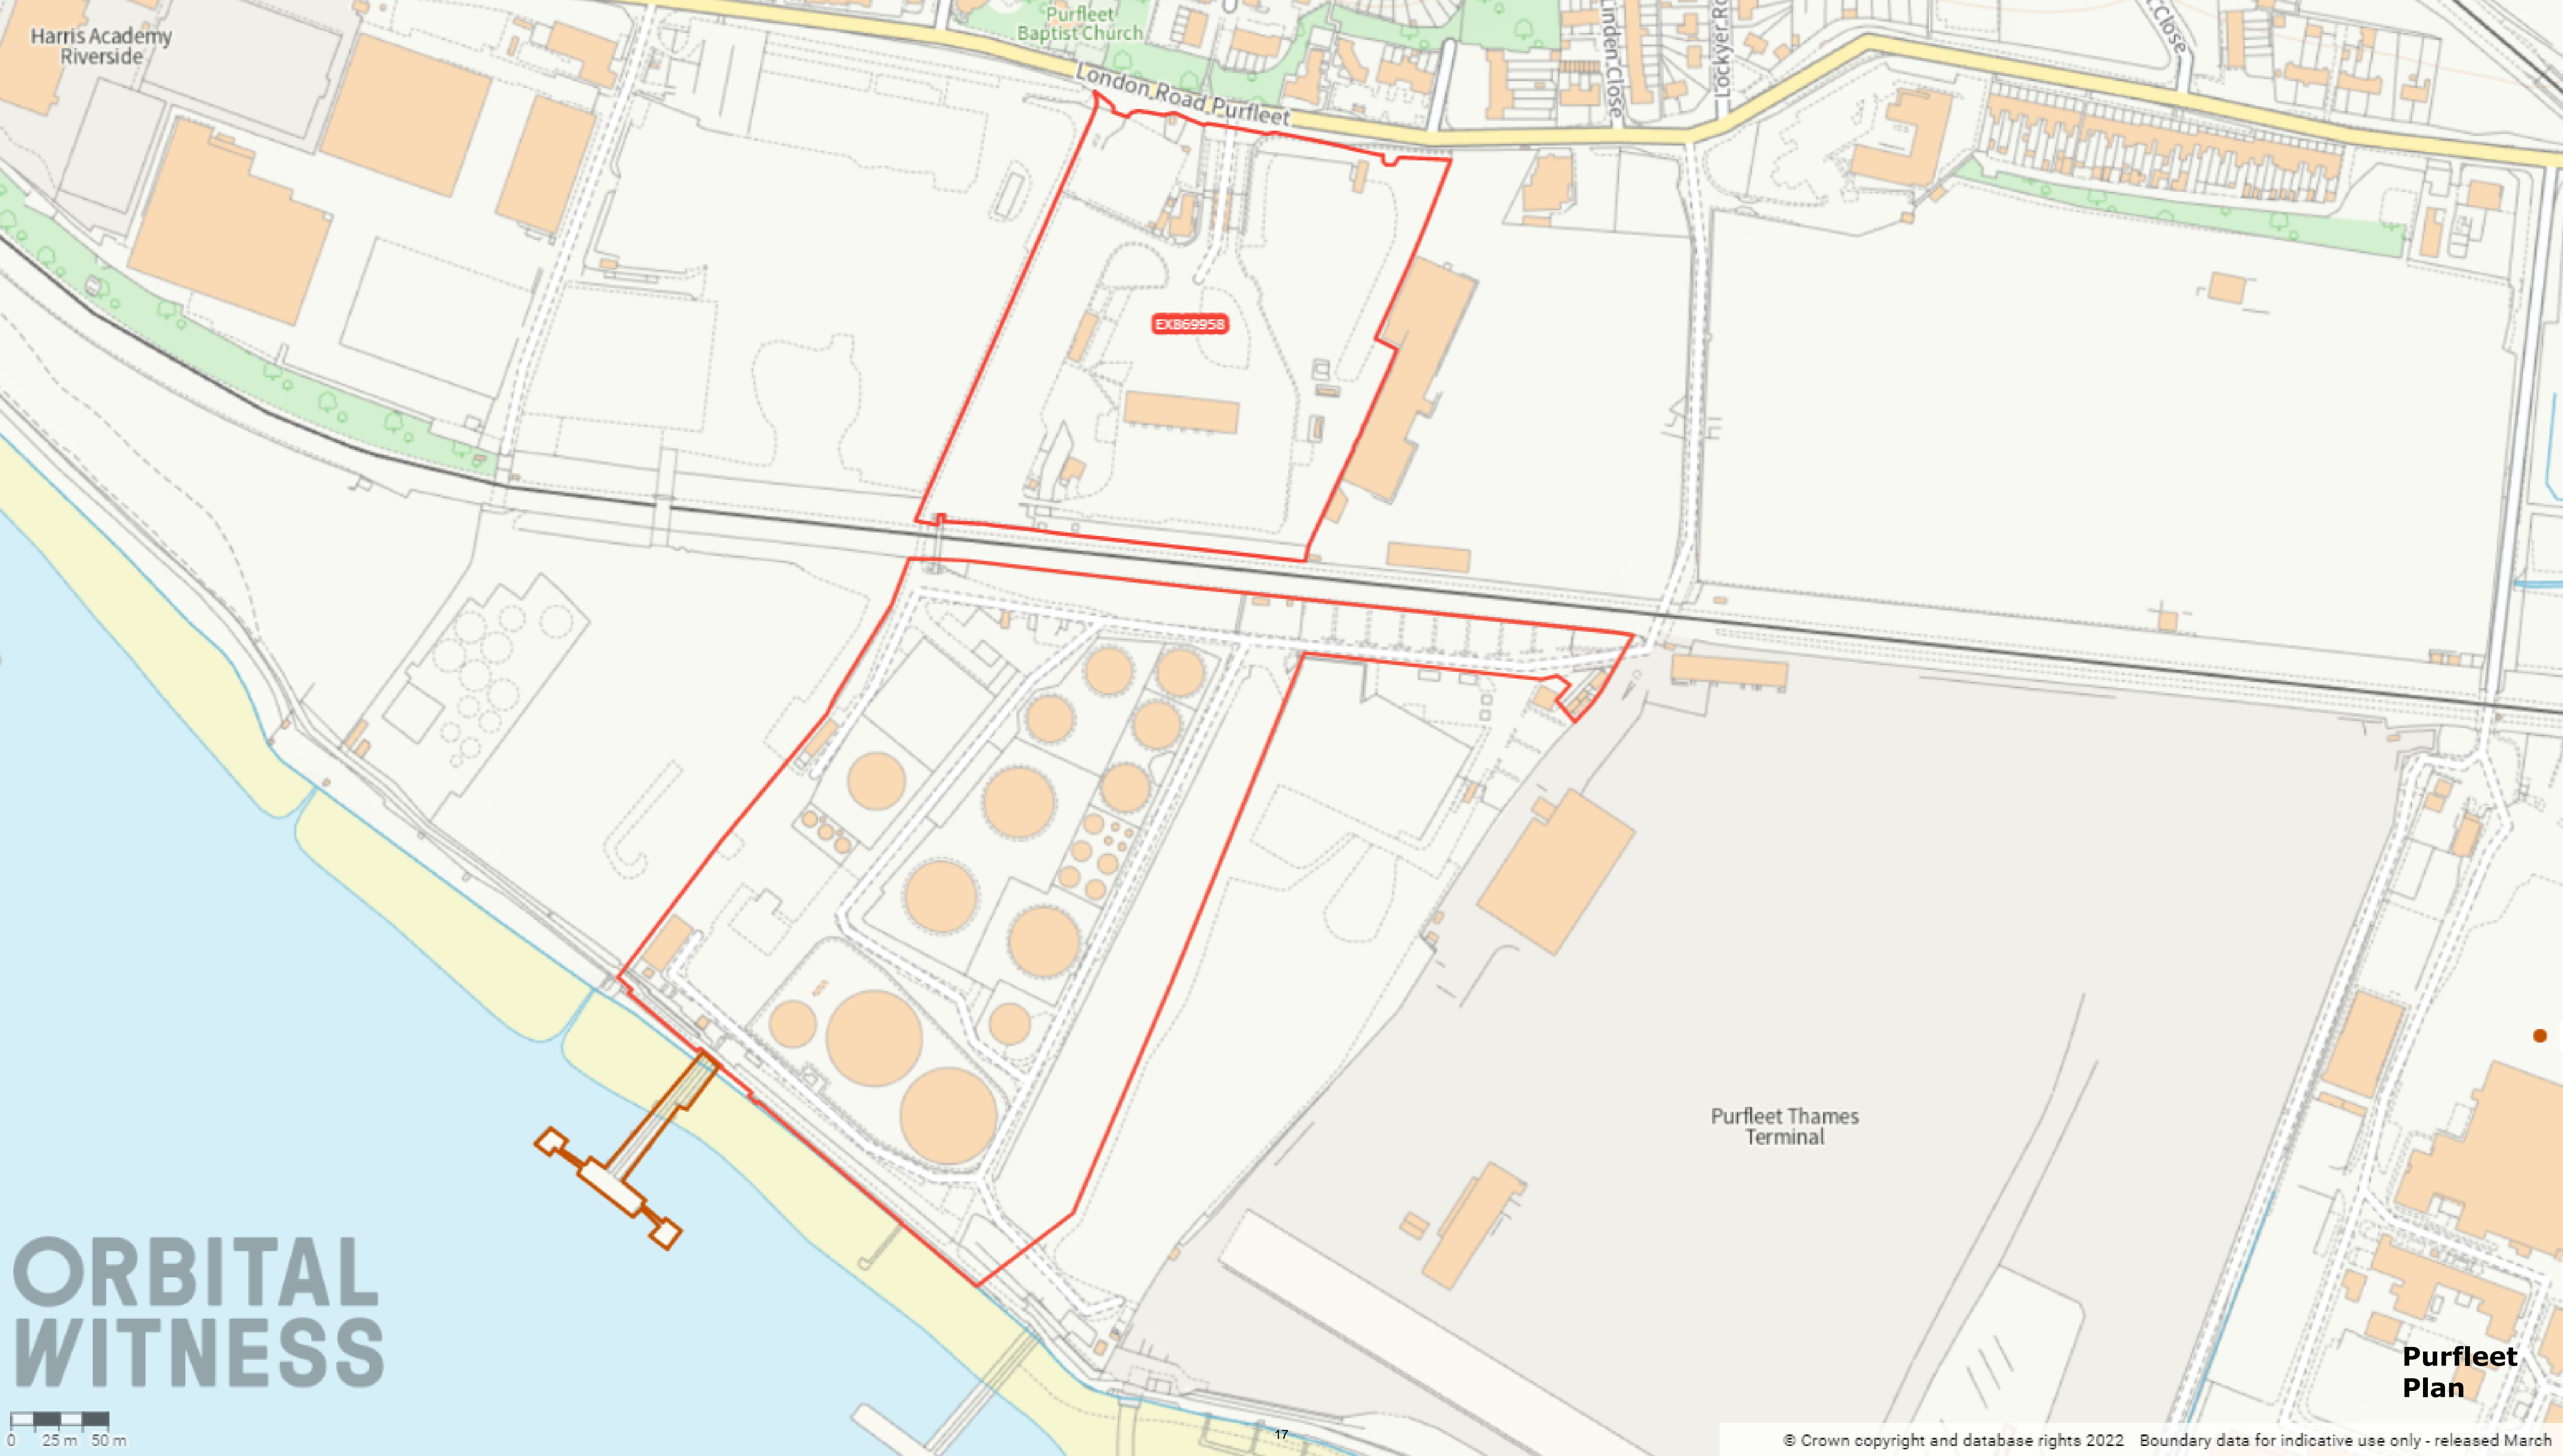 Harris Academy
Riverside
Purfleet
Baptist Church
London Road Purfleet
Linden Close
Close
EX869958
Purfleet Thames
Terminal
ORBITAL
WITNESS
Purfleet
Plan
0 25 m 50 m
17
© Crown copyright and database rights 2022 Boundary data for indicative use only - released March